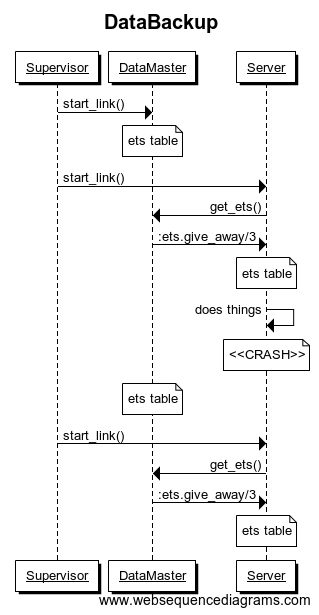 DataBackup
Supervisor DataMaster Server
start_link()
ets table
start_link()
get_ets()
:ets.give_away/3
ets table
does things
<<CRASH>>
ets table
start_link()
get_ets()
:ets.give_away/3
ets table
Supervisor DataMaster Server
www.websequencediagrams.com